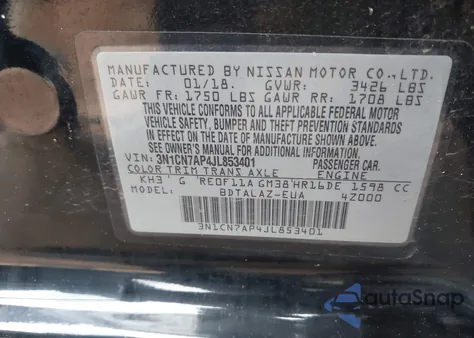 MANUFACTURED BY NISSAN MOTOR CO., LTD.
DATE 01/18. GVWR: 3426 LBS
GAWR FR: 1750 LBS GAWR RR: 1708 LBS
THIS VEHICLE CONFORMS TO ALL APPLICABLE FEDERAL MOTOR
VEHICLE SAFETY, BUMPER AND THEFT PREVENTION STANDARDS
IN EFFECT ON THE DATE OF MANUFACTURE SHOWN ABOVE.
SEE OWNER'S MANUAL FOR ADDITIONAL INFORMATION
VIN: 3N1CN7AP4JL853401 PASSENGER CAR.
COLOR TRIM TRANS AXLE ENGINE
KH3 G RE0F11A GM38 HR16DE 1598 CC
MODEL: BDTALAZ-EUA 4Z000
3N1CN7AP4JL853401
autoSnap